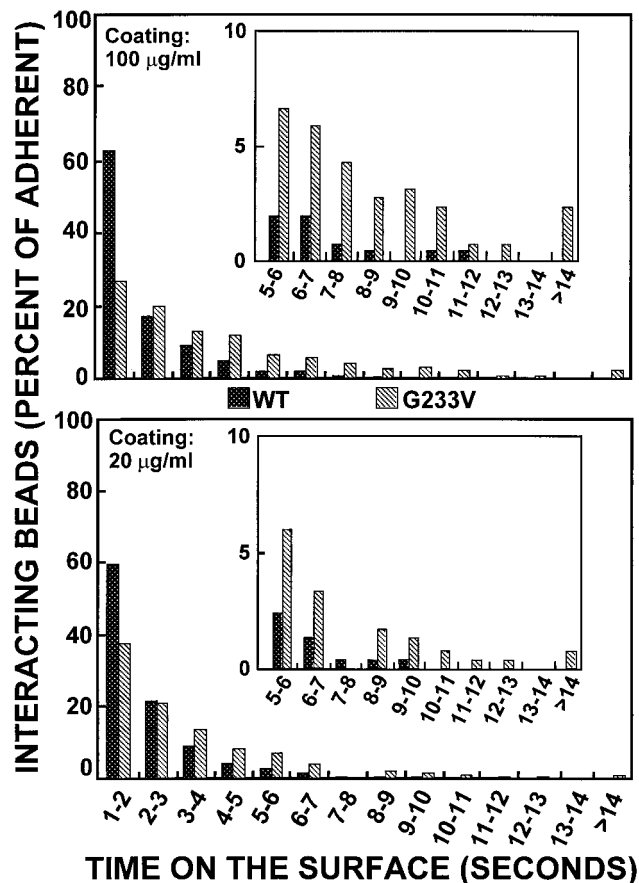 INTERACTING BEADS (PERCENT OF ADHERENT)
100
80
60
40
20
0
Coating:
100 µg/ml
10
5
0
5-6 6-7 7-8 8-9 9-10 10-11 11-12 12-13 13-14 >14
WT G233V
100
80
60
40
20
0
Coating:
20 µg/ml
10
5
0
5-6 6-7 7-8 8-9 9-10 10-11 11-12 12-13 13-14 >14
1-2 2-3 3-4 4-5 5-6 6-7 7-8 8-9 9-10 10-11 11-12 12-13 13-14 >14
TIME ON THE SURFACE (SECONDS)